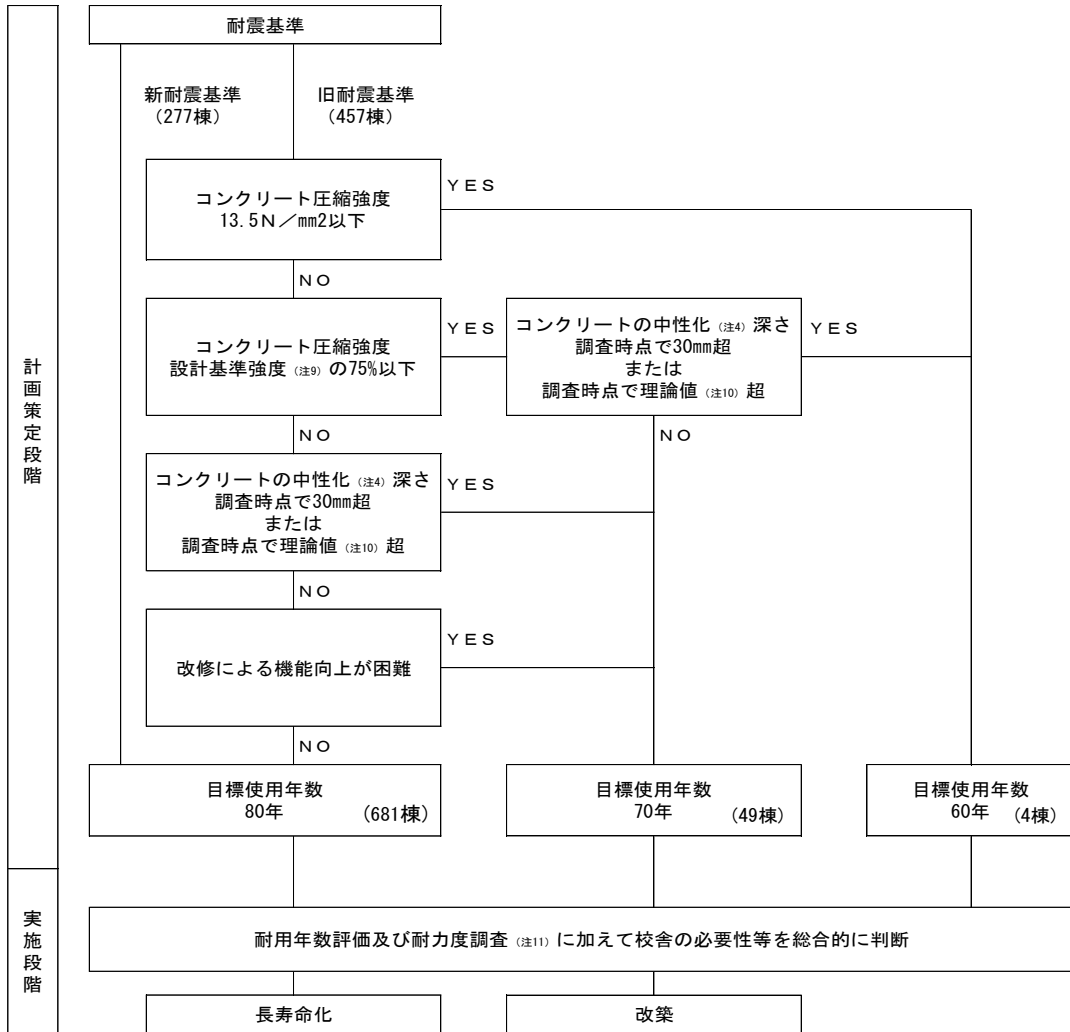 耐震基準
新耐震基準
(277棟)
旧耐震基準
(457棟)
コンクリート圧縮強度
13.5N／mm2以下
ＹＥＳ
ＮＯ
コンクリート圧縮強度
設計基準強度（注9）の75%以下
ＹＥＳ
コンクリートの中性化（注4）深さ
調査時点で30mm超
または
調査時点で理論値（注10）超
ＹＥＳ
ＮＯ
ＮＯ
コンクリートの中性化（注4）深さ
調査時点で30mm超
または
調査時点で理論値（注10）超
ＹＥＳ
ＮＯ
改修による機能向上が困難
ＹＥＳ
ＮＯ
計画策定段階
目標使用年数
80年 (681棟)
目標使用年数
70年 (49棟)
目標使用年数
60年 (4棟)
実施段階
耐用年数評価及び耐力度調査（注11）に加えて校舎の必要性等を総合的に判断
長寿命化
改築